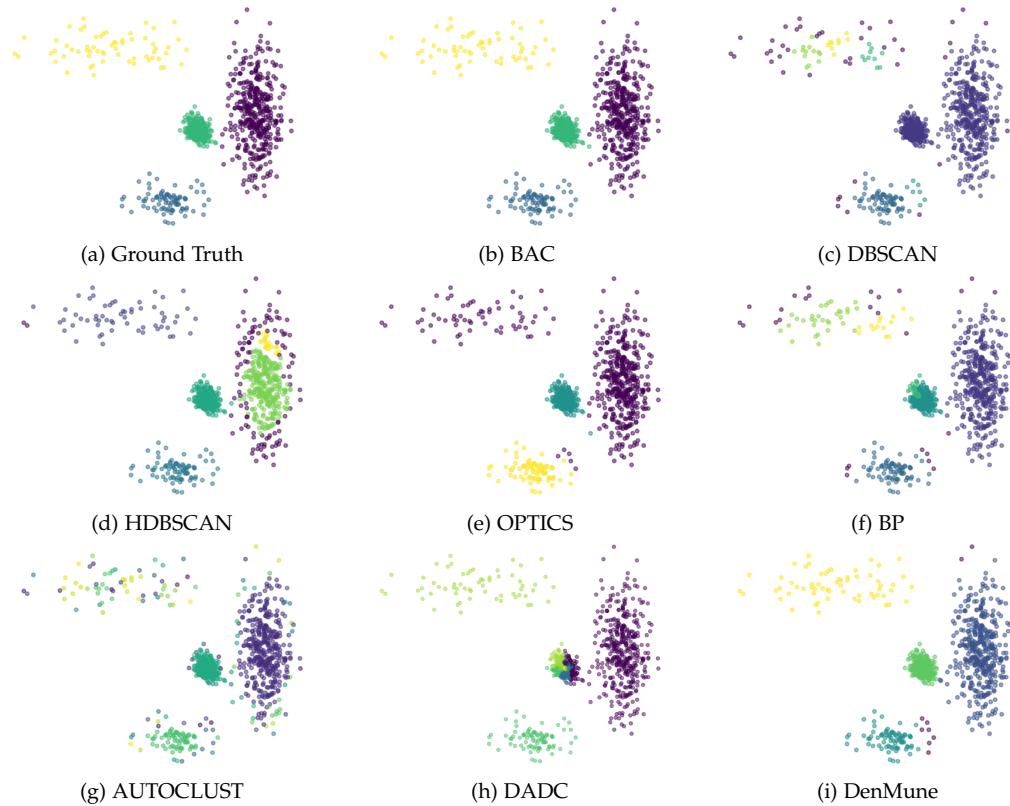 (a) Ground Truth
(b) BAC
(c) DBSCAN
(d) HDBSCAN
(e) OPTICS
(f) BP
(g) AUTOCLUST
(h) DADC
(i) DenMune